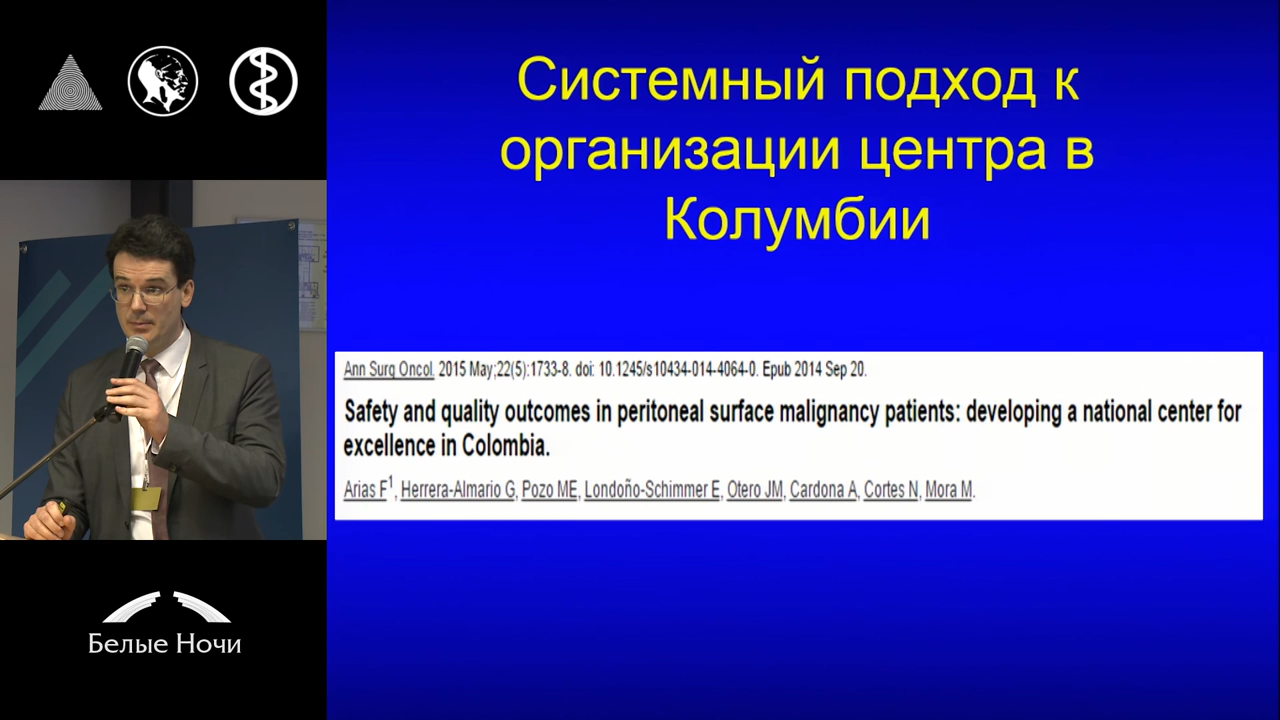 Системный подход к
организации центра в
Колумбии
Ann Surg Oncol. 2015 May;22(5):1733-8. doi: 10.1245/s10434-014-4064-0. Epub 2014 Sep 20.
Safety and quality outcomes in peritoneal surface malignancy patients: developing a national center for
excellence in Colombia.
Arias F1, Herrera-Almario G, Pozo ME, Londoño-Schimmer E, Otero JM, Cardona A, Cortes N, Mora M.
Белые Ночи